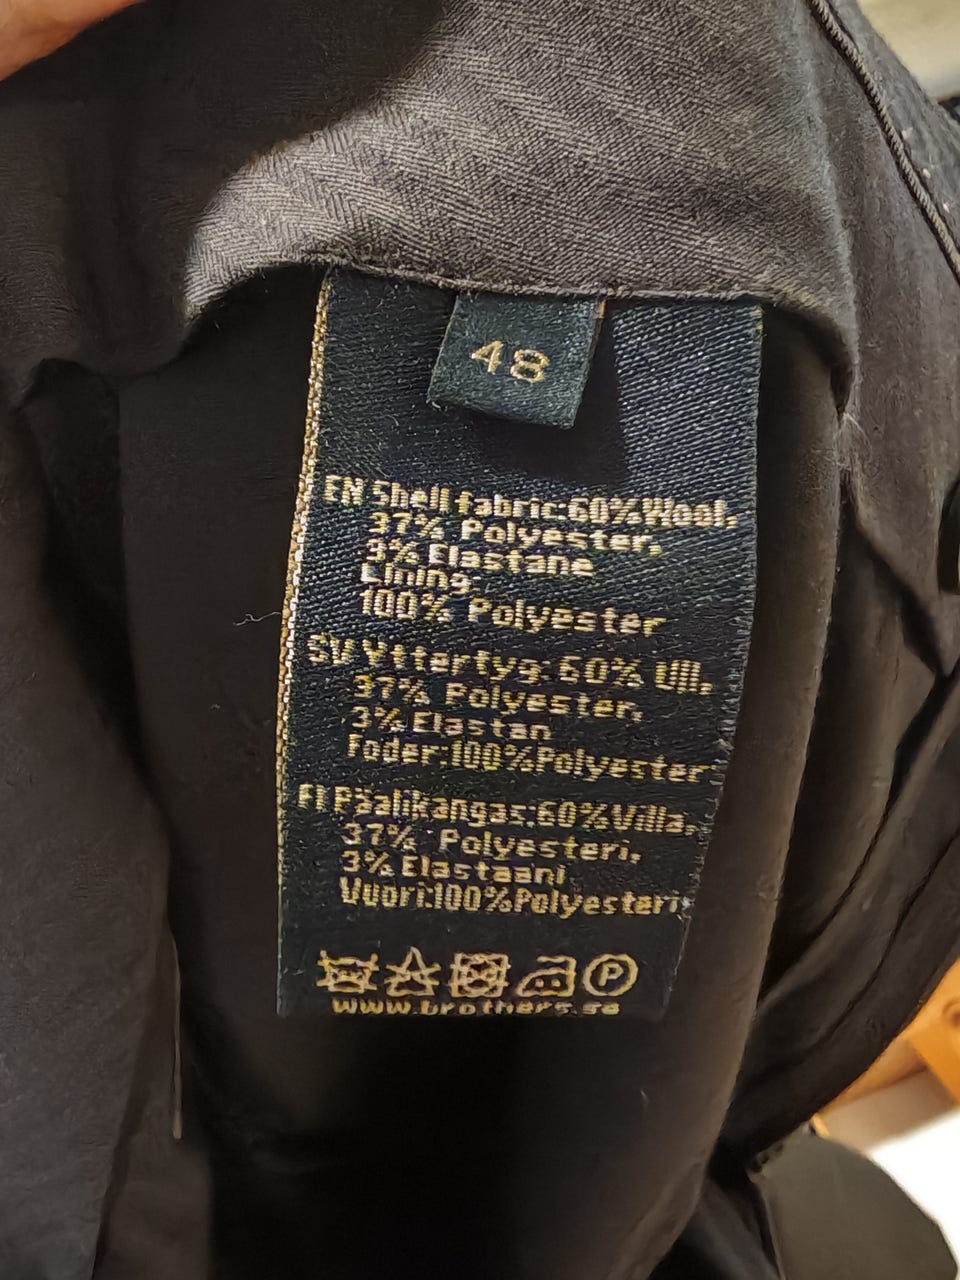 48
EN Shell fabric:60%Wool,
37% Polyester,
3% Elastane
Lining:
100% Polyester
SV Yttertyg: 60% Ull,
37% Polyester,
3% Elastan
Foder:100%Polyester
FI Päälikangas:60%Villa,
37% Polyesteri,
3% Elastaani
Vuori:100%Polyesteri
P
www.brothers.se